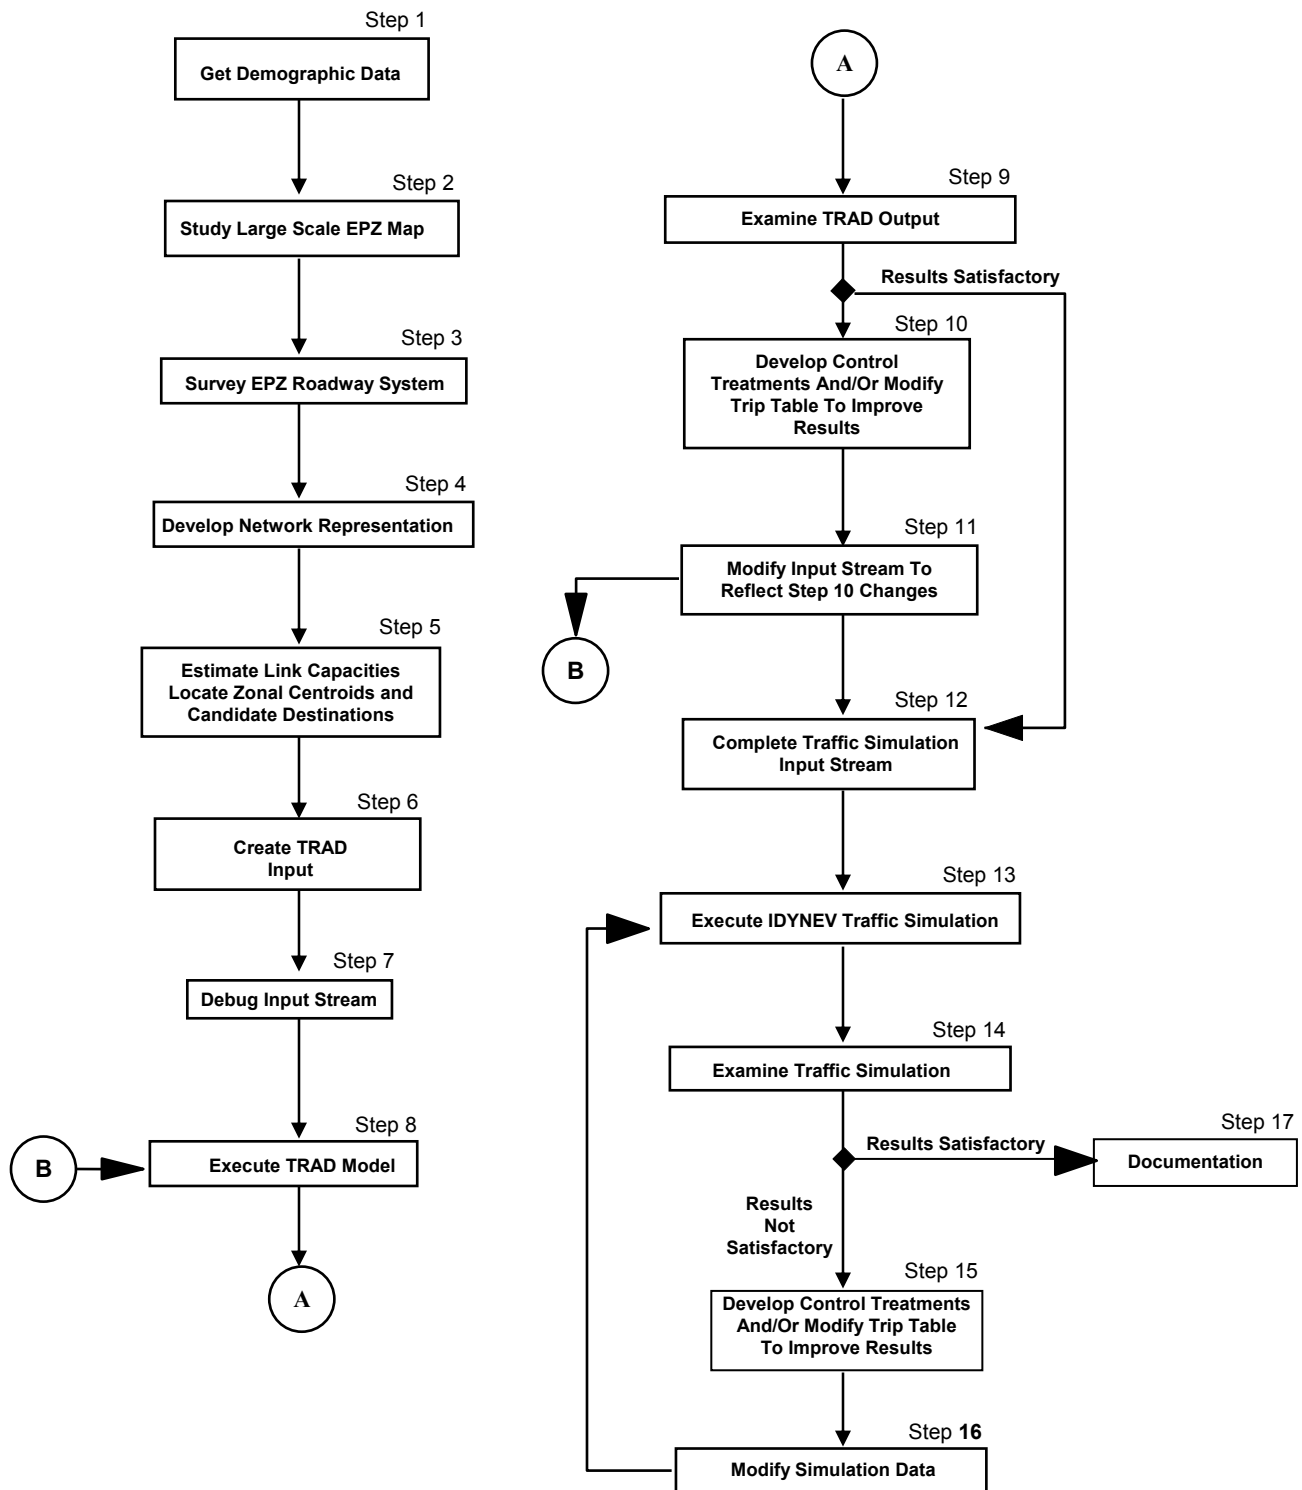 Step 1
Get Demographic Data
Step 2
Study Large Scale EPZ Map
Step 3
Survey EPZ Roadway System
Step 4
Develop Network Representation
Step 5
Estimate Link Capacities
Locate Zonal Centroids and
Candidate Destinations
Step 6
Create TRAD
Input
Step 7
Debug Input Stream
Step 8
B
Execute TRAD Model
A
A
Step 9
Examine TRAD Output
Results Satisfactory
Step 10
Develop Control
Treatments And/Or Modify
Trip Table To Improve
Results
Step 11
Modify Input Stream To
Reflect Step 10 Changes
B
Step 12
Complete Traffic Simulation
Input Stream
Step 13
Execute IDYNEV Traffic Simulation
Step 14
Examine Traffic Simulation
Results Satisfactory
Step 17
Documentation
Results
Not
Satisfactory
Step 15
Develop Control Treatments
And/Or Modify Trip Table
To Improve Results
Step 16
Modify Simulation Data